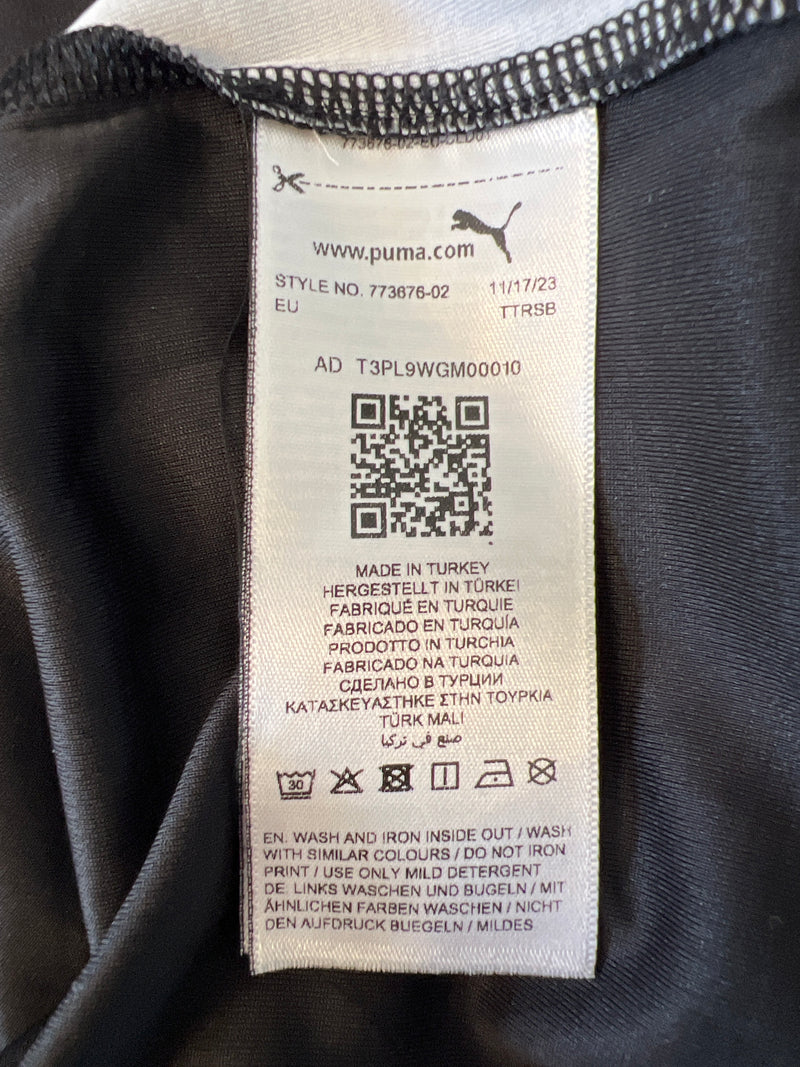 www.puma.com
STYLE NO. 773676-02 11/17/23
EU TTRSB
AD T3PL9WGM00010
MADE IN TURKEY
HERGESTELLT IN TÜRKEI
FABRIQUÉ EN TURQUIE
FABRICADO EN TURQUÍA
PRODOTTO IN TURCHIA
FABRICADO NA TURQUIA
СДЕЛАНО В ТУРЦИИ
ΚΑΤΑΣΚΕΥΑΣΤΗΚΕ ΣΤΗΝ ΤΟΥΡΚΙΑ
TÜRK MALI
صنع في تركيا
30
EN: WASH AND IRON INSIDE OUT / WASH
WITH SIMILAR COLOURS / DO NOT IRON
PRINT / USE ONLY MILD DETERGENT
DE: LINKS WASCHEN UND BUGELN / MIT
ÄHNLICHEN FARBEN WASCHEN / NICHT
DEN AUFDRUCK BUEGELN / MILDES